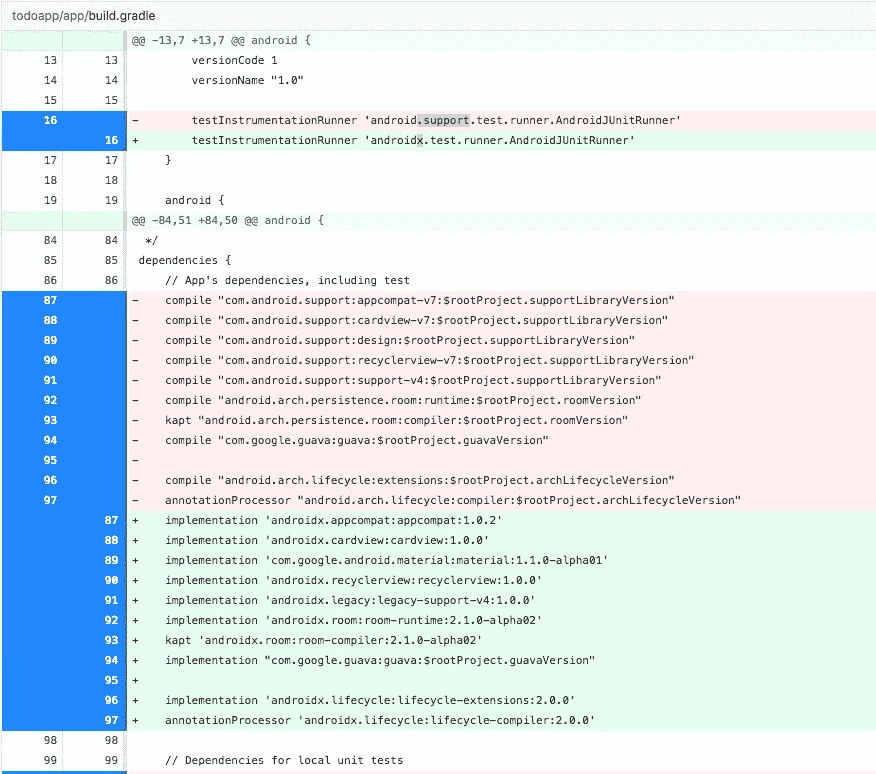 todoapp/app/build.gradle
@@ -13,7 +13,7 @@ android {
13 13 versionCode 1
14 14 versionName "1.0"
15 15
16 - testInstrumentationRunner 'android.support.test.runner.AndroidJUnitRunner'
16 + testInstrumentationRunner 'androidx.test.runner.AndroidJUnitRunner'
17 17 }
18 18
19 19 android {
@@ -84,51 +84,50 @@ android {
84 84 */
85 85 dependencies {
86 86 // App's dependencies, including test
87 - compile "com.android.support:appcompat-v7:$rootProject.supportLibraryVersion"
88 - compile "com.android.support:cardview-v7:$rootProject.supportLibraryVersion"
89 - compile "com.android.support:design:$rootProject.supportLibraryVersion"
90 - compile "com.android.support:recyclerview-v7:$rootProject.supportLibraryVersion"
91 - compile "com.android.support:support-v4:$rootProject.supportLibraryVersion"
92 - compile "android.arch.persistence.room:runtime:$rootProject.roomVersion"
93 - kapt "android.arch.persistence.room:compiler:$rootProject.roomVersion"
94 - compile "com.google.guava:guava:$rootProject.guavaVersion"
95 -
96 - compile "android.arch.lifecycle:extensions:$rootProject.archLifecycleVersion"
97 - annotationProcessor "android.arch.lifecycle:compiler:$rootProject.archLifecycleVersion"
87 + implementation 'androidx.appcompat:appcompat:1.0.2'
88 + implementation 'androidx.cardview:cardview:1.0.0'
89 + implementation 'com.google.android.material:material:1.1.0-alpha01'
90 + implementation 'androidx.recyclerview:recyclerview:1.0.0'
91 + implementation 'androidx.legacy:legacy-support-v4:1.0.0'
92 + implementation 'androidx.room:room-runtime:2.1.0-alpha02'
93 + kapt 'androidx.room:room-compiler:2.1.0-alpha02'
94 + implementation "com.google.guava:guava:$rootProject.guavaVersion"
95 +
96 + implementation 'androidx.lifecycle:lifecycle-extensions:2.0.0'
97 + annotationProcessor 'androidx.lifecycle:lifecycle-compiler:2.0.0'
98 98
99 99 // Dependencies for local unit tests